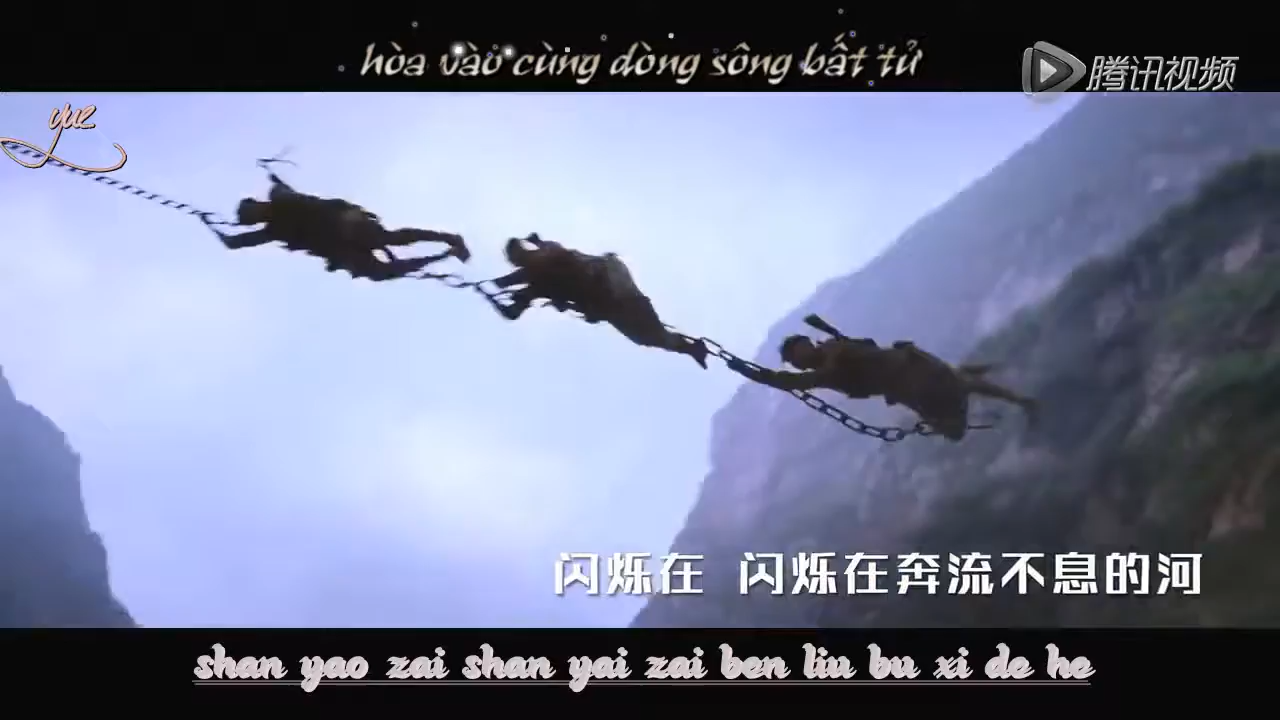 hòa vào cùng dòng sông bất tử
腾讯视频
yue
闪烁在 闪烁在奔流不息的河
shan yao zai shan yai zai ben liu bu xi de he